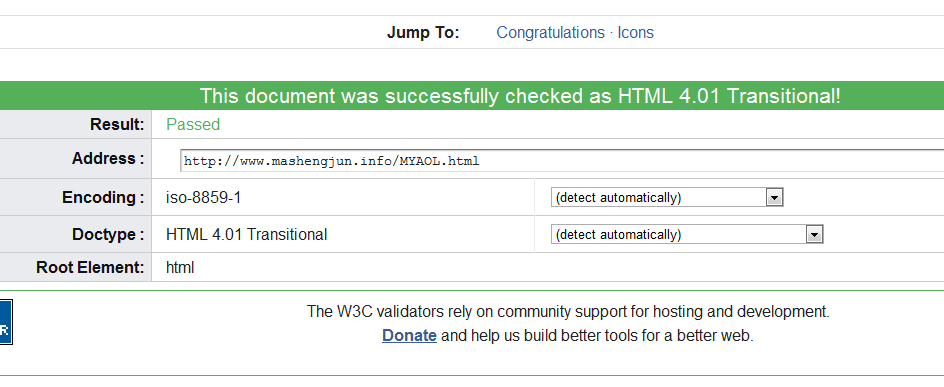 Jump To: Congratulations · Icons
This document was successfully checked as HTML 4.01 Transitional!
Result: Passed
Address : http://www.mashengjun.info/MYAOL.html
Encoding : iso-8859-1 (detect automatically)
Doctype : HTML 4.01 Transitional (detect automatically)
Root Element: html
The W3C validators rely on community support for hosting and development.
Donate and help us build better tools for a better web.
R